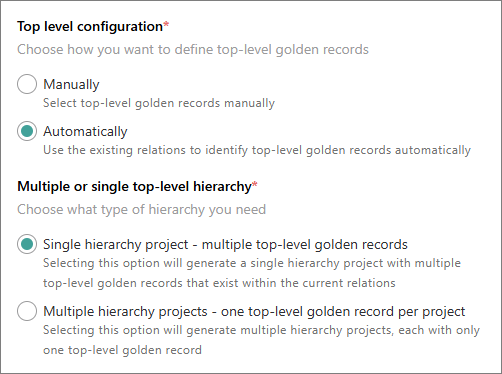 Top level configuration*
Choose how you want to define top-level golden records
Manually
Select top-level golden records manually
Automatically
Use the existing relations to identify top-level golden records automatically
Multiple or single top-level hierarchy*
Choose what type of hierarchy you need
Single hierarchy project - multiple top-level golden records
Selecting this option will generate a single hierarchy project with multiple
top-level golden records that exist within the current relations
Multiple hierarchy projects - one top-level golden record per project
Selecting this option will generate multiple hierarchy projects, each with only
one top-level golden record